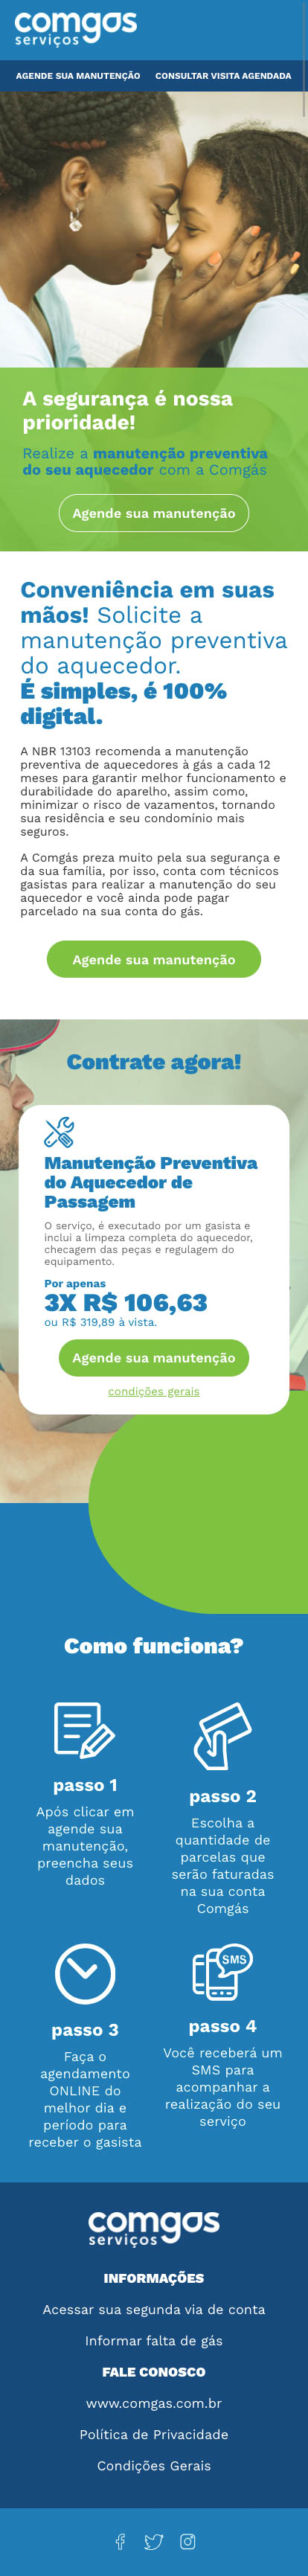 comgas
serviços
AGENDE SUA MANUTENÇÃO
CONSULTAR VISITA AGENDADA
A segurança é nossa
prioridade!
Realize a manutenção preventiva
do seu aquecedor com a Comgás
Agende sua manutenção
Conveniência em suas
mãos! Solicite a
manutenção preventiva
do aquecedor.
É simples, é 100%
digital.
A NBR 13103 recomenda a manutenção
preventiva de aquecedores à gás a cada 12
meses para garantir melhor funcionamento e
durabilidade do aparelho, assim como,
minimizar o risco de vazamentos, tornando
sua residência e seu condomínio mais
seguros.
A Comgás preza muito pela sua segurança e
da sua família, por isso, conta com técnicos
gasistas para realizar a manutenção do seu
aquecedor e você ainda pode pagar
parcelado na sua conta do gás.
Agende sua manutenção
Contrate agora!
Manutenção Preventiva
do Aquecedor de
Passagem
O serviço, é executado por um gasista e
inclui a limpeza completa do aquecedor,
checagem das peças e regulagem do
equipamento.
Por apenas
3X R$ 106,63
ou R$ 319,89 à vista.
Agende sua manutenção
condições gerais
Como funciona?
passo 1
Após clicar em
agende sua
manutenção,
preencha seus
dados
passo 2
Escolha a
quantidade de
parcelas que
serão faturadas
na sua conta
Comgás
passo 3
Faça o
agendamento
ONLINE do
melhor dia e
período para
receber o gasista
SMS
passo 4
Você receberá um
SMS para
acompanhar a
realização do seu
serviço
comgas
serviços
INFORMAÇÕES
Acessar sua segunda via de conta
Informar falta de gás
FALE CONOSCO
www.comgas.com.br
Política de Privacidade
Condições Gerais